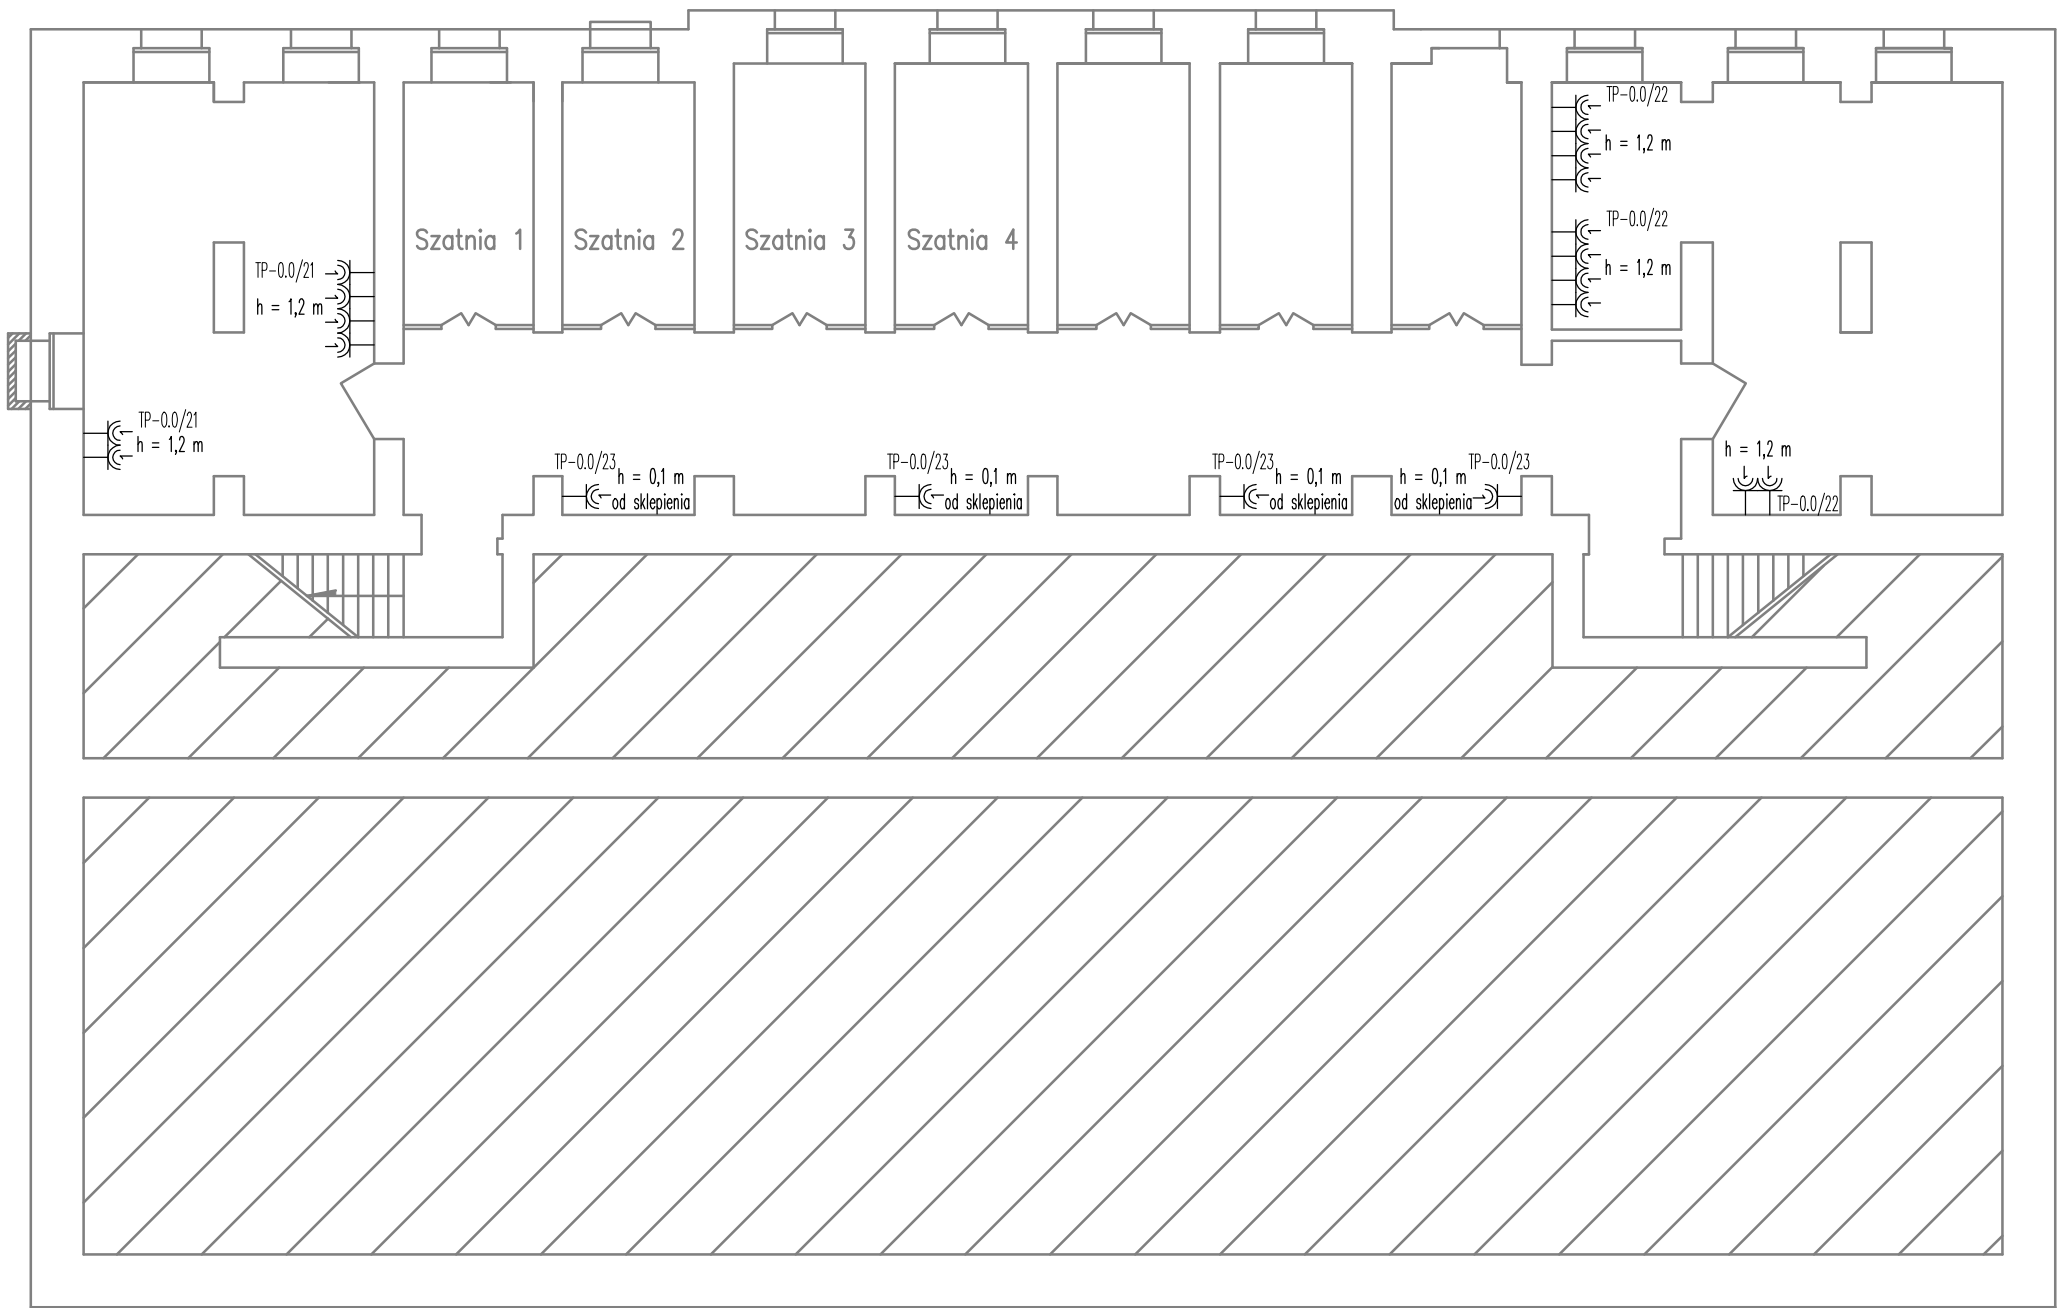 TP-0.0/22
h = 1,2 m
TP-0.0/22
h = 1,2 m
Szatnia 1
Szatnia 2
Szatnia 3
Szatnia 4
TP-0.0/21
h = 1,2 m
TP-0.0/21
h = 1,2 m
TP-0.0/23
h = 0,1 m
od sklepienia
TP-0.0/23
h = 0,1 m
od sklepienia
TP-0.0/23
h = 0,1 m
od sklepienia
h = 0,1 m
od sklepienia
TP-0.0/23
h = 1,2 m
TP-0.0/22